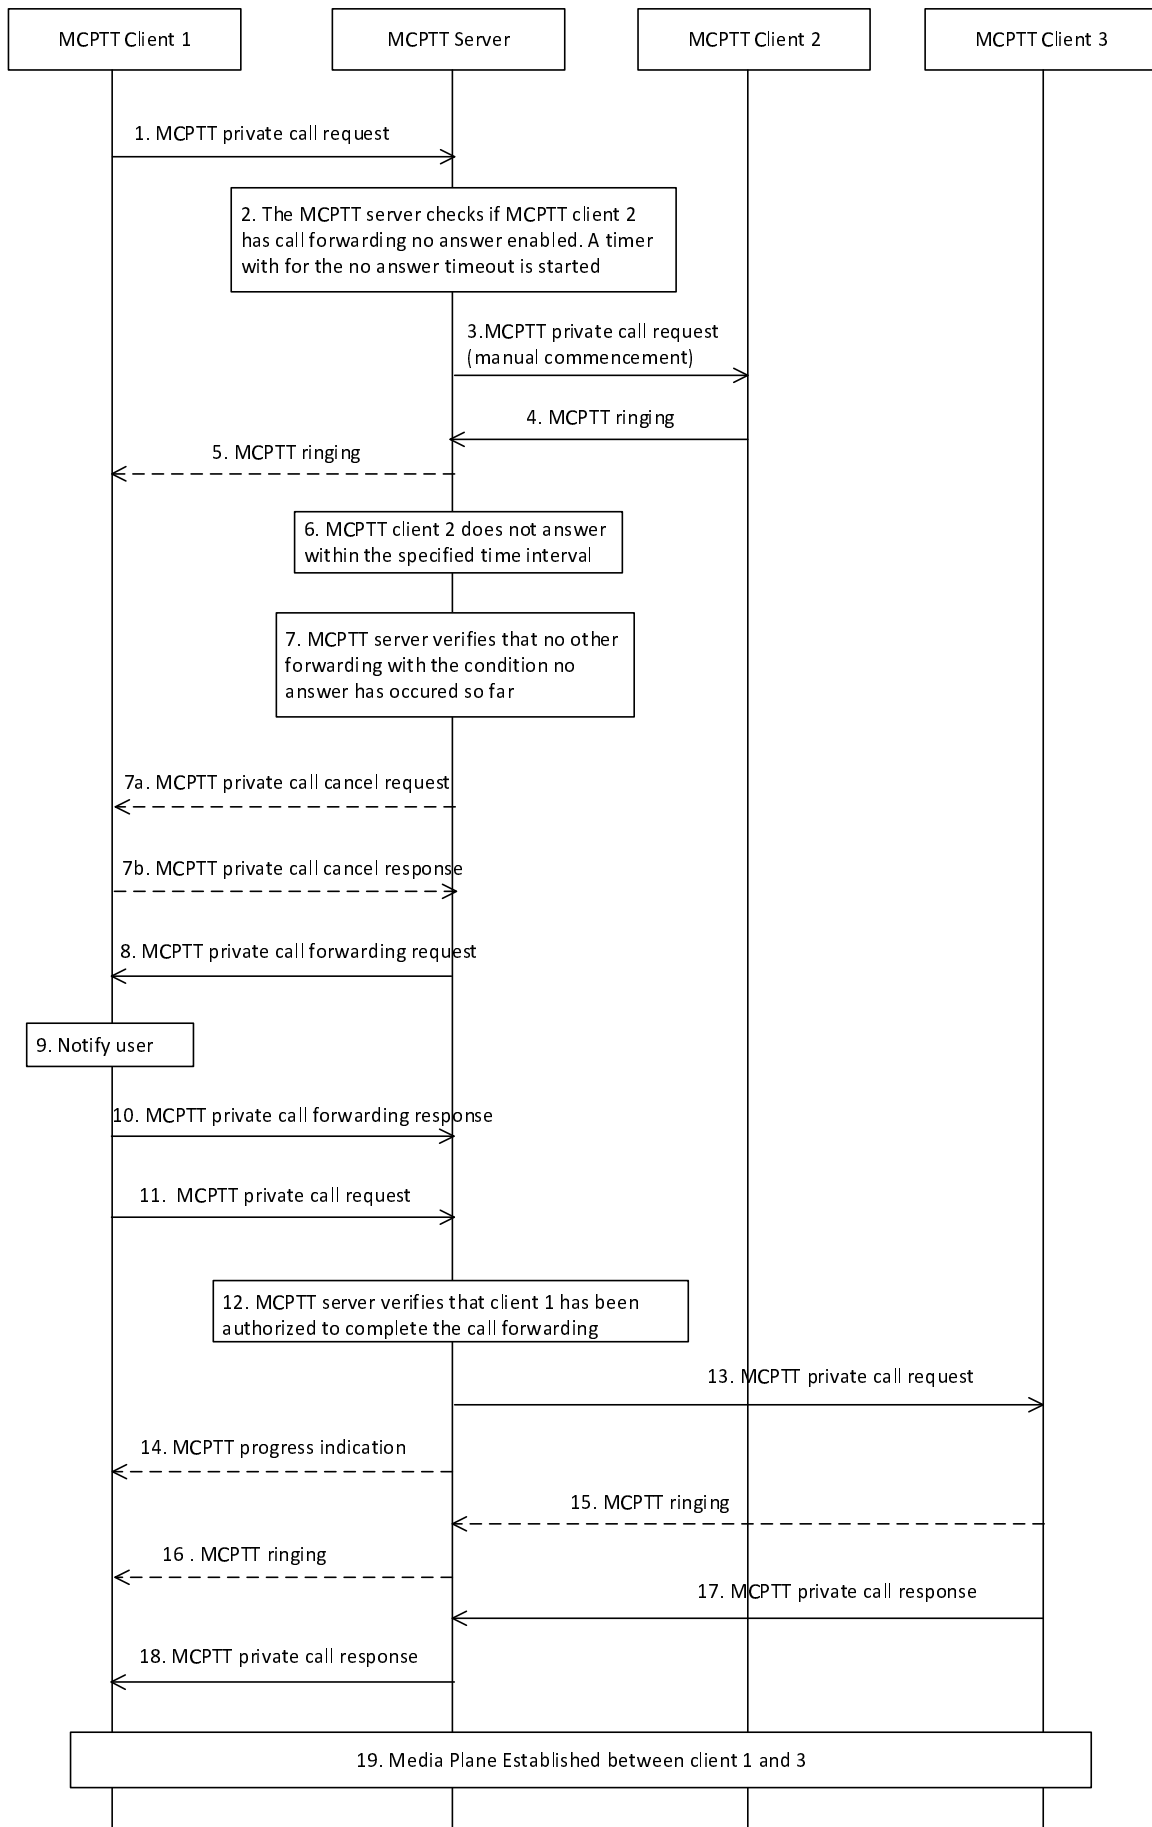 MCPTT Client 1
MCPTT Server
MCPTT Client 2
MCPTT Client 3
1. MCPTT private call request
2. The MCPTT server checks if MCPTT client 2
has call forwarding no answer enabled. A timer
with for the no answer timeout is started
3.MCPTT private call request
(manual commencement)
4. MCPTT ringing
5. MCPTT ringing
6. MCPTT client 2 does not answer
within the specified time interval
7. MCPTT server verifies that no other
forwarding with the condition no
answer has occured so far
7a. MCPTT private call cancel request
7b. MCPTT private call cancel response
8. MCPTT private call forwarding request
9. Notify user
10. MCPTT private call forwarding response
11. MCPTT private call request
12. MCPTT server verifies that client 1 has been
authorized to complete the call forwarding
13. MCPTT private call request
14. MCPTT progress indication
15. MCPTT ringing
16 . MCPTT ringing
17. MCPTT private call response
18. MCPTT private call response
19. Media Plane Established between client 1 and 3